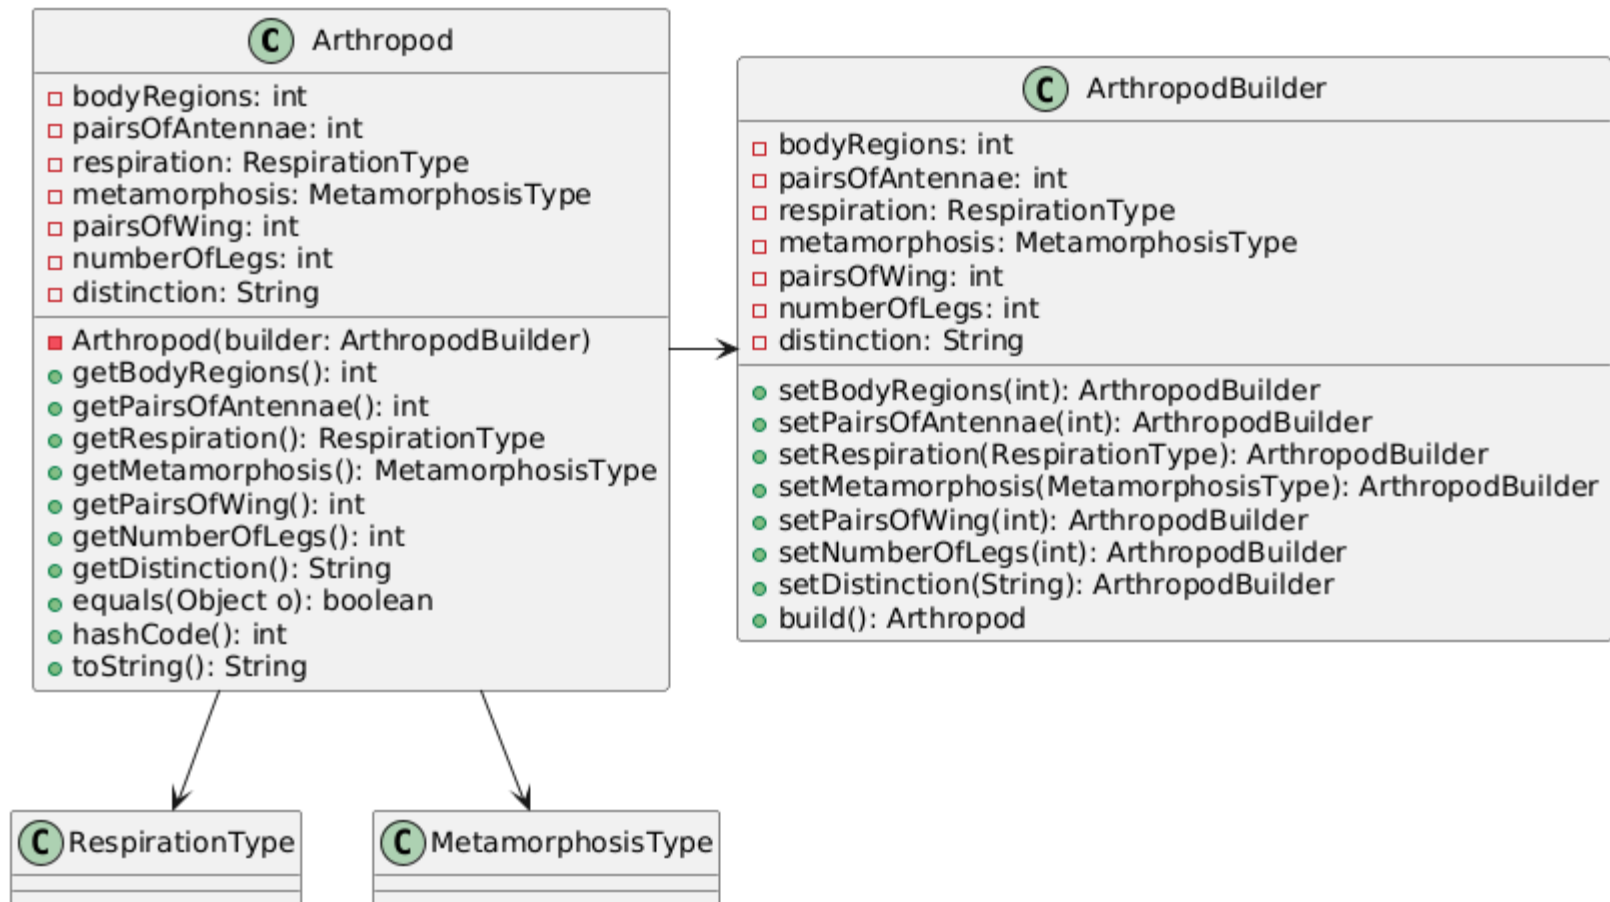 C Arthropod
bodyRegions: int
pairsOfAntennae: int
respiration: RespirationType
metamorphosis: MetamorphosisType
pairsOfWing: int
numberOfLegs: int
distinction: String
Arthropod(builder: ArthropodBuilder)
getBodyRegions(): int
getPairsOfAntennae(): int
getRespiration(): RespirationType
getMetamorphosis(): MetamorphosisType
getPairsOfWing(): int
getNumberOfLegs(): int
getDistinction(): String
equals(Object o): boolean
hashCode(): int
toString(): String
C ArthropodBuilder
bodyRegions: int
pairsOfAntennae: int
respiration: RespirationType
metamorphosis: MetamorphosisType
pairsOfWing: int
numberOfLegs: int
distinction: String
setBodyRegions(int): ArthropodBuilder
setPairsOfAntennae(int): ArthropodBuilder
setRespiration(RespirationType): ArthropodBuilder
setMetamorphosis(MetamorphosisType): ArthropodBuilder
setPairsOfWing(int): ArthropodBuilder
setNumberOfLegs(int): ArthropodBuilder
setDistinction(String): ArthropodBuilder
build(): Arthropod
C RespirationType
C MetamorphosisType